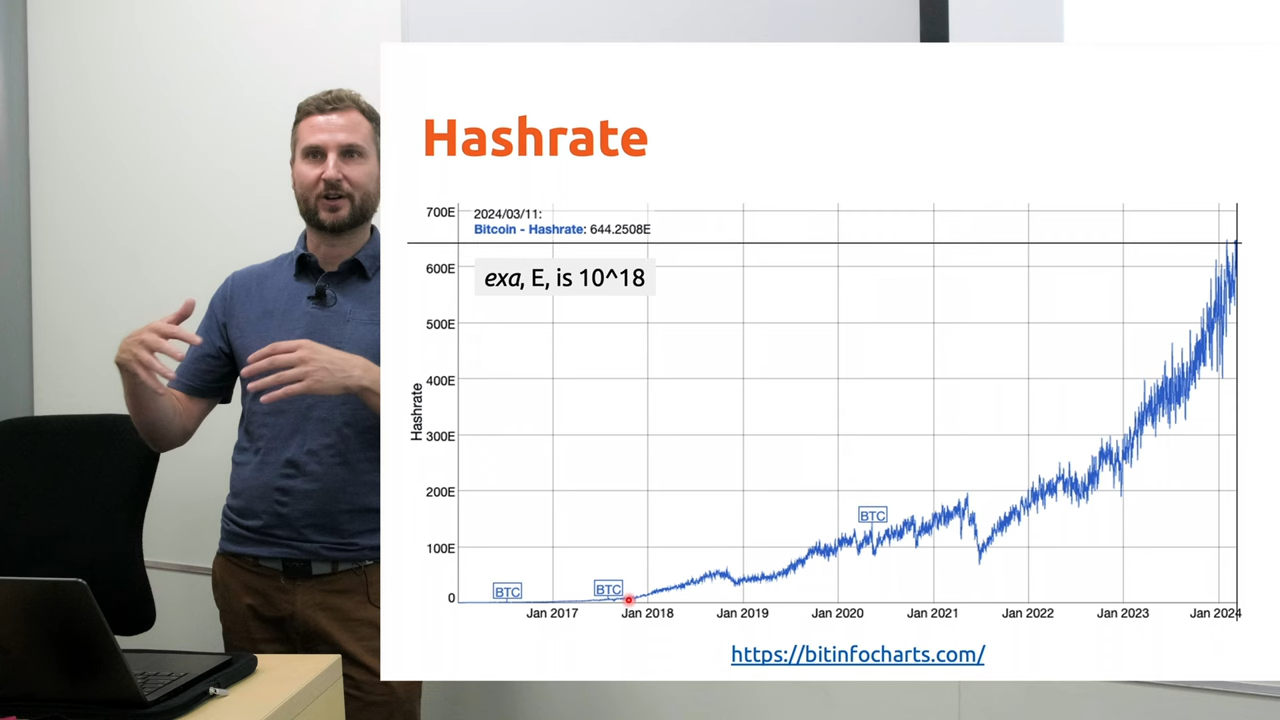 Hashrate
700E
2024/03/11:
Bitcoin - Hashrate: 644.2508E
600E
exa, E, is 10^18
500E
400E
Hashrate
300E
200E
BTC
100E
BTC
BTC
0
Jan 2017 Jan 2018 Jan 2019 Jan 2020 Jan 2021 Jan 2022 Jan 2023 Jan 2024
https://bitinfocharts.com/